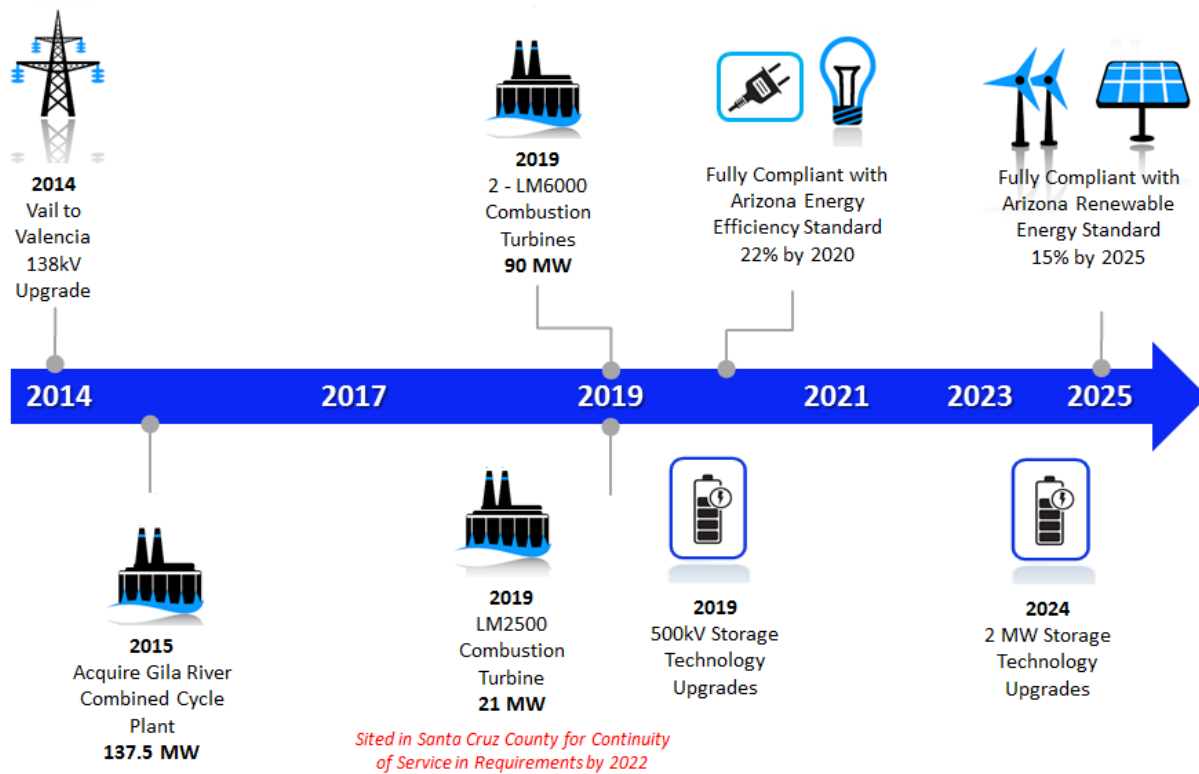 2014
Vail to
Valencia
138kV
Upgrade
2019
2 - LM6000
Combustion
Turbines
90 MW
Fully Compliant with
Arizona Energy
Efficiency Standard
22% by 2020
Fully Compliant with
Arizona Renewable
Energy Standard
15% by 2025
2014 2017 2019 2021 2023 2025
2015
Acquire Gila River
Combined Cycle
Plant
137.5 MW
2019
LM2500
Combustion
Turbine
21 MW
Sited in Santa Cruz County for Continuity
of Service in Requirements by 2022
2019
500kV Storage
Technology
Upgrades
2024
2 MW Storage
Technology
Upgrades